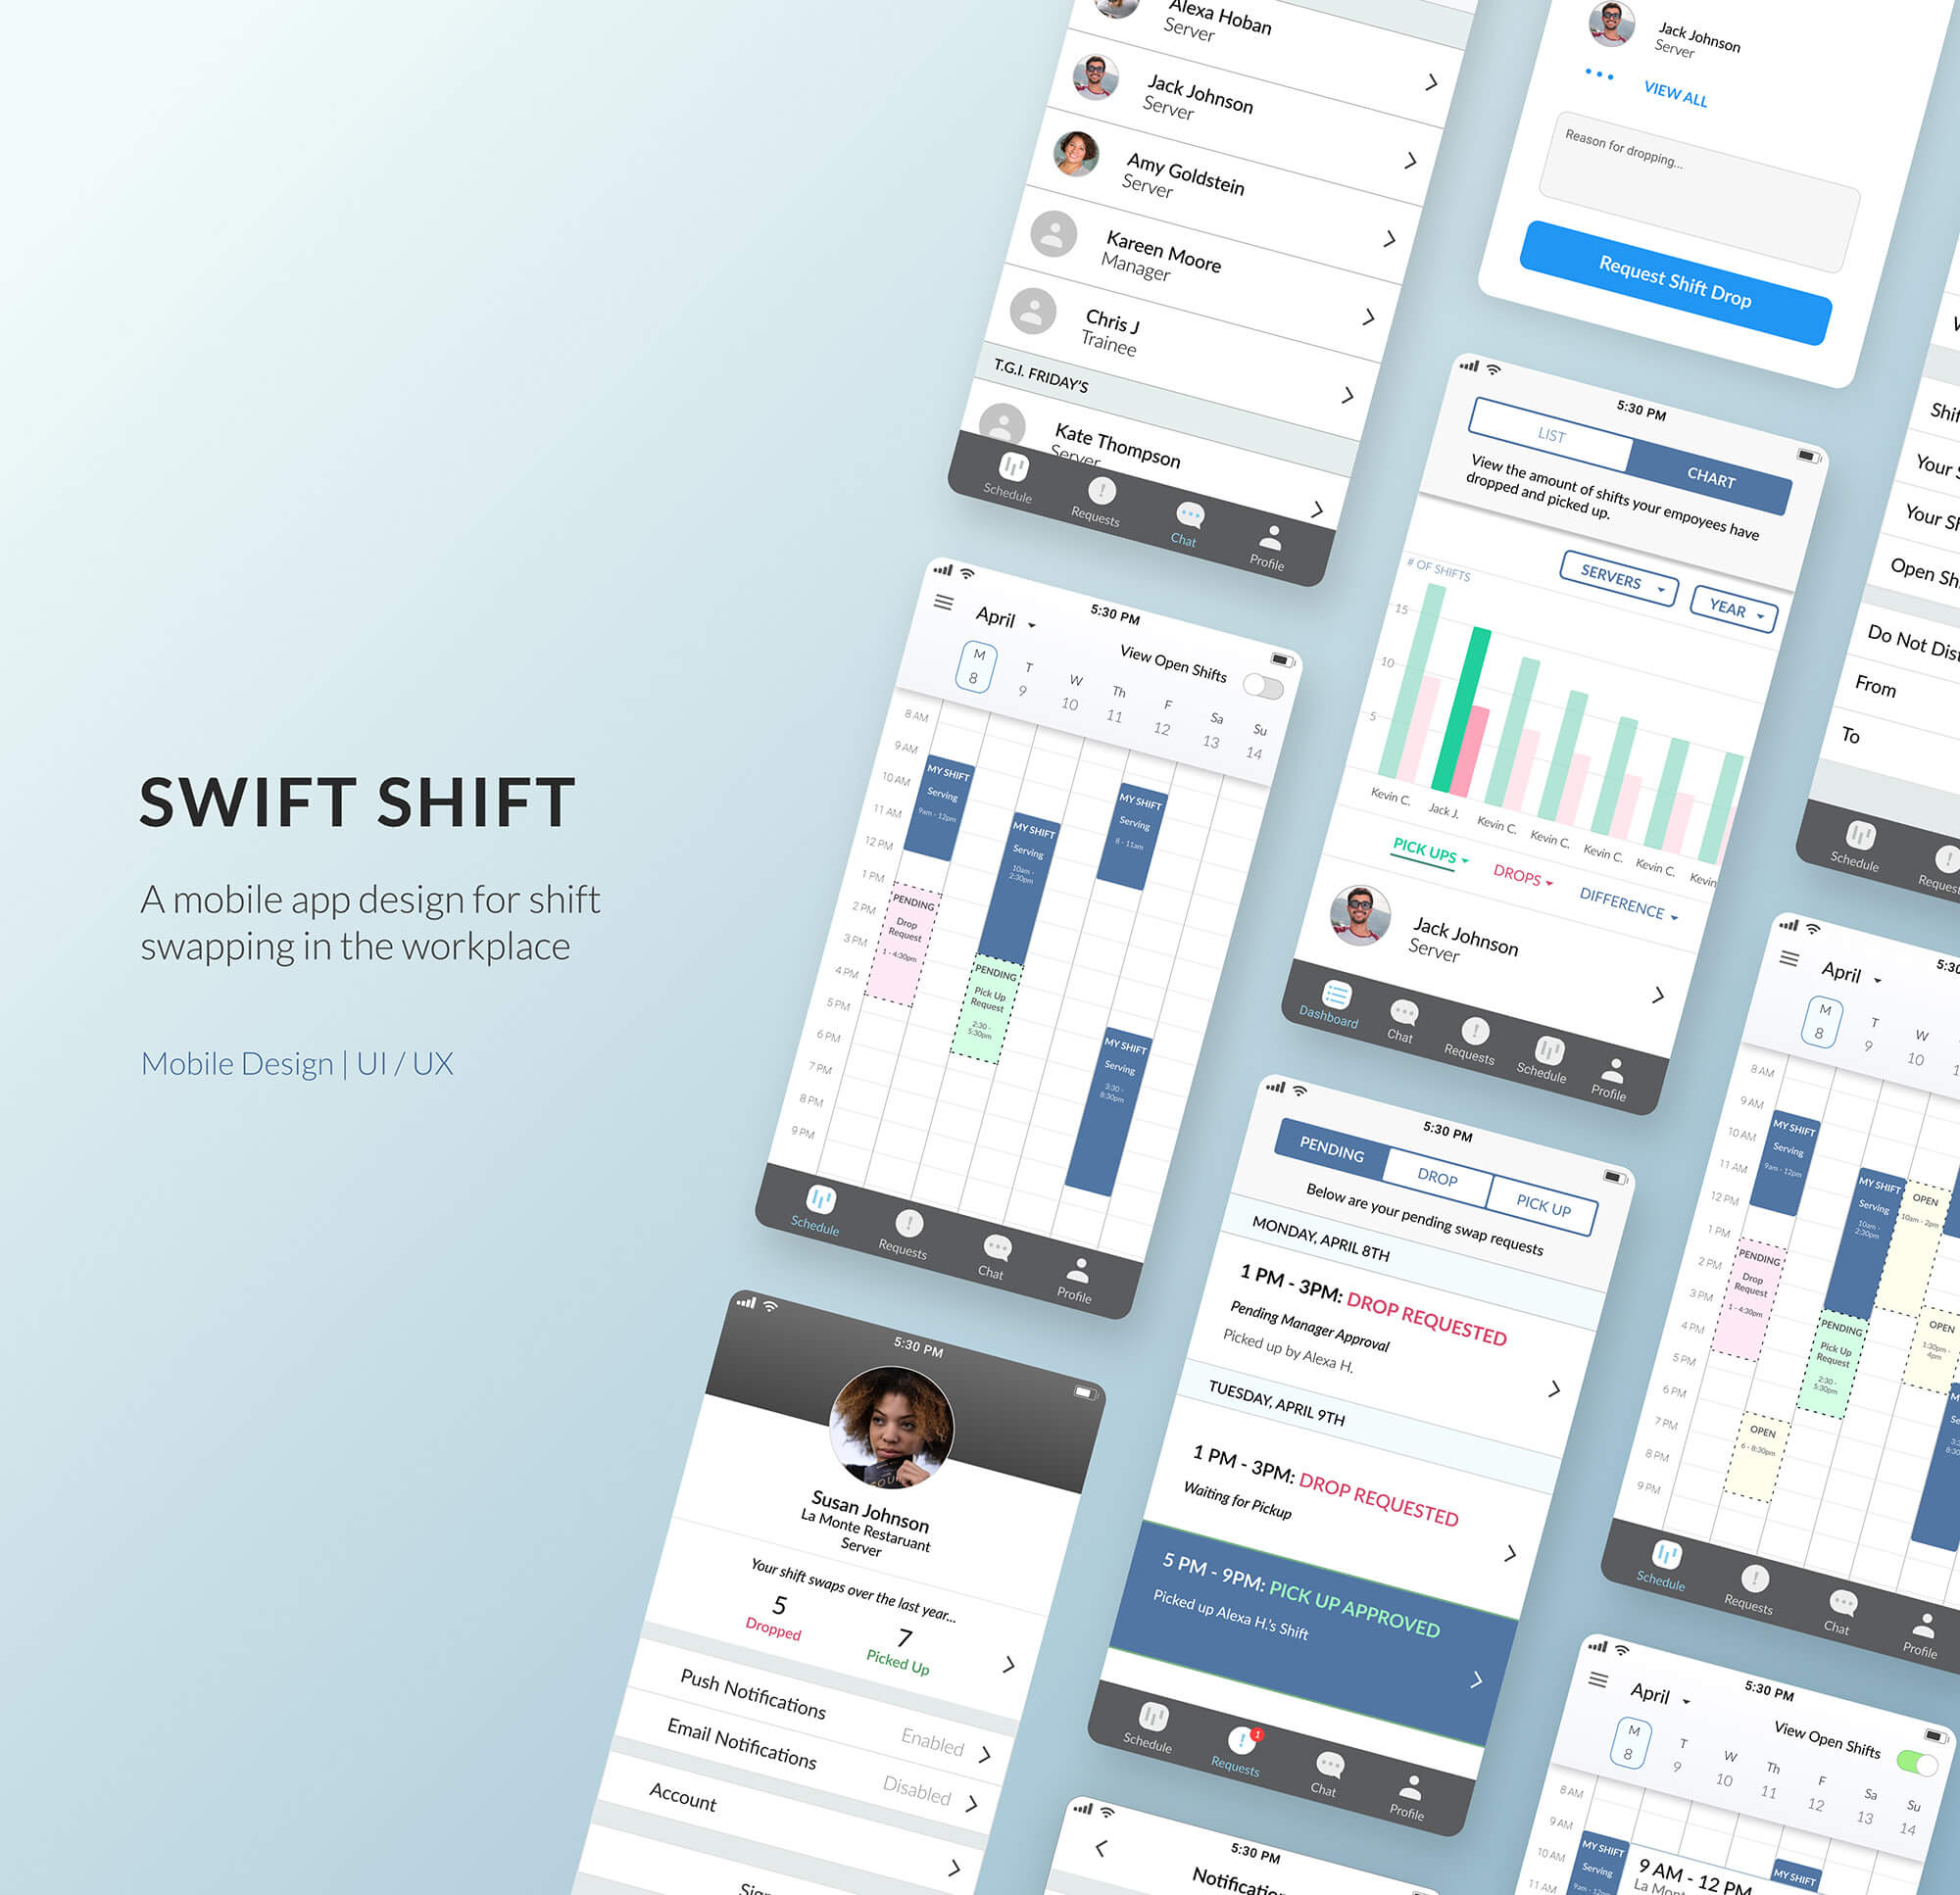 SWIFT SHIFT
A mobile app design for shift
swapping in the workplace
Mobile Design | UI / UX
Alexa Hoban
Server
Jack Johnson
Server
Amy Goldstein
Server
Kareen Moore
Manager
Chris J
Trainee
T.G.I. FRIDAY'S
Kate Thompson
Server
Schedule
Requests
Chat
Profile
Jack Johnson
Server
VIEW ALL
Reason for dropping...
Request Shift Drop
5:30 PM
LIST
CHART
View the amount of shifts your empoyees have
dropped and picked up.
SERVERS
YEAR
# OF SHIFTS
15
10
5
Kevin C.
Jack J.
Kevin C.
Kevin C.
Kevin C.
Kevin C.
Kevin
PICK UPS
DROPS
DIFFERENCE
Jack Johnson
Server
Dashboard
Chat
Requests
Schedule
Profile
Your S
Your Sh
Open Sh
Do Not Dist
From
To
Schedule
Request
5:30 PM
April
View Open Shifts
M T W Th F Sa Su
8 9 10 11 12 13 14
8 AM
9 AM
10 AM
11 AM
12 PM
1 PM
2 PM
3 PM
4 PM
5 PM
6 PM
7 PM
8 PM
9 PM
MY SHIFT
Serving
9am - 12pm
PENDING
Drop
Request
1 - 4:30pm
MY SHIFT
Serving
10am -
2:30pm
PENDING
Pick Up
Request
2:30 -
5:30pm
MY SHIFT
Serving
8 - 11am
MY SHIFT
Serving
3:30 -
8:30pm
Schedule
Requests
Chat
Profile
5:30 PM
PENDING
DROP
PICK UP
Below are your pending swap requests
MONDAY, APRIL 8TH
1 PM - 3PM: DROP REQUESTED
Pending Manager Approval
Picked up by Alexa H.
TUESDAY, APRIL 9TH
1 PM - 3PM: DROP REQUESTED
Waiting for Pickup
5 PM - 9PM: PICK UP APPROVED
Picked up Alexa H.'s Shift
Schedule
1
Requests
Chat
Profile
5:30
April
M T W
8 9 10 1
8 AM
9 AM
10 AM
11 AM
12 PM
1 PM
2 PM
3 PM
4 PM
5 PM
6 PM
7 PM
8 PM
9 PM
MY SHIFT
Serving
9am - 12pm
PENDING
Drop
Request
1 - 4:30pm
OPEN
6 - 8:30pm
MY SHIFT
Serving
10am -
2:30pm
PENDING
Pick Up
Request
2:30 -
5:30pm
OPEN
10am - 2pm
OPEN
1:30pm -
4pm
Schedule
Requests
Chat
Profile
5:30 PM
Susan Johnson
La Monte Restaruant
Server
Your shift swaps over the last year...
5
Dropped
7
Picked Up
Push Notifications
Enabled
Email Notifications
Disabled
Account
Sign
5:30 PM
Notification
5:30 PM
April
View Open Shifts
M T W Th F Sa Su
8 9 10 11 12 13 14
8 AM
9 AM
10 AM
11 AM
MY SHIFT
Serving
9am - 12pm
9 AM - 12 PM
La Mont
MY SHIFT